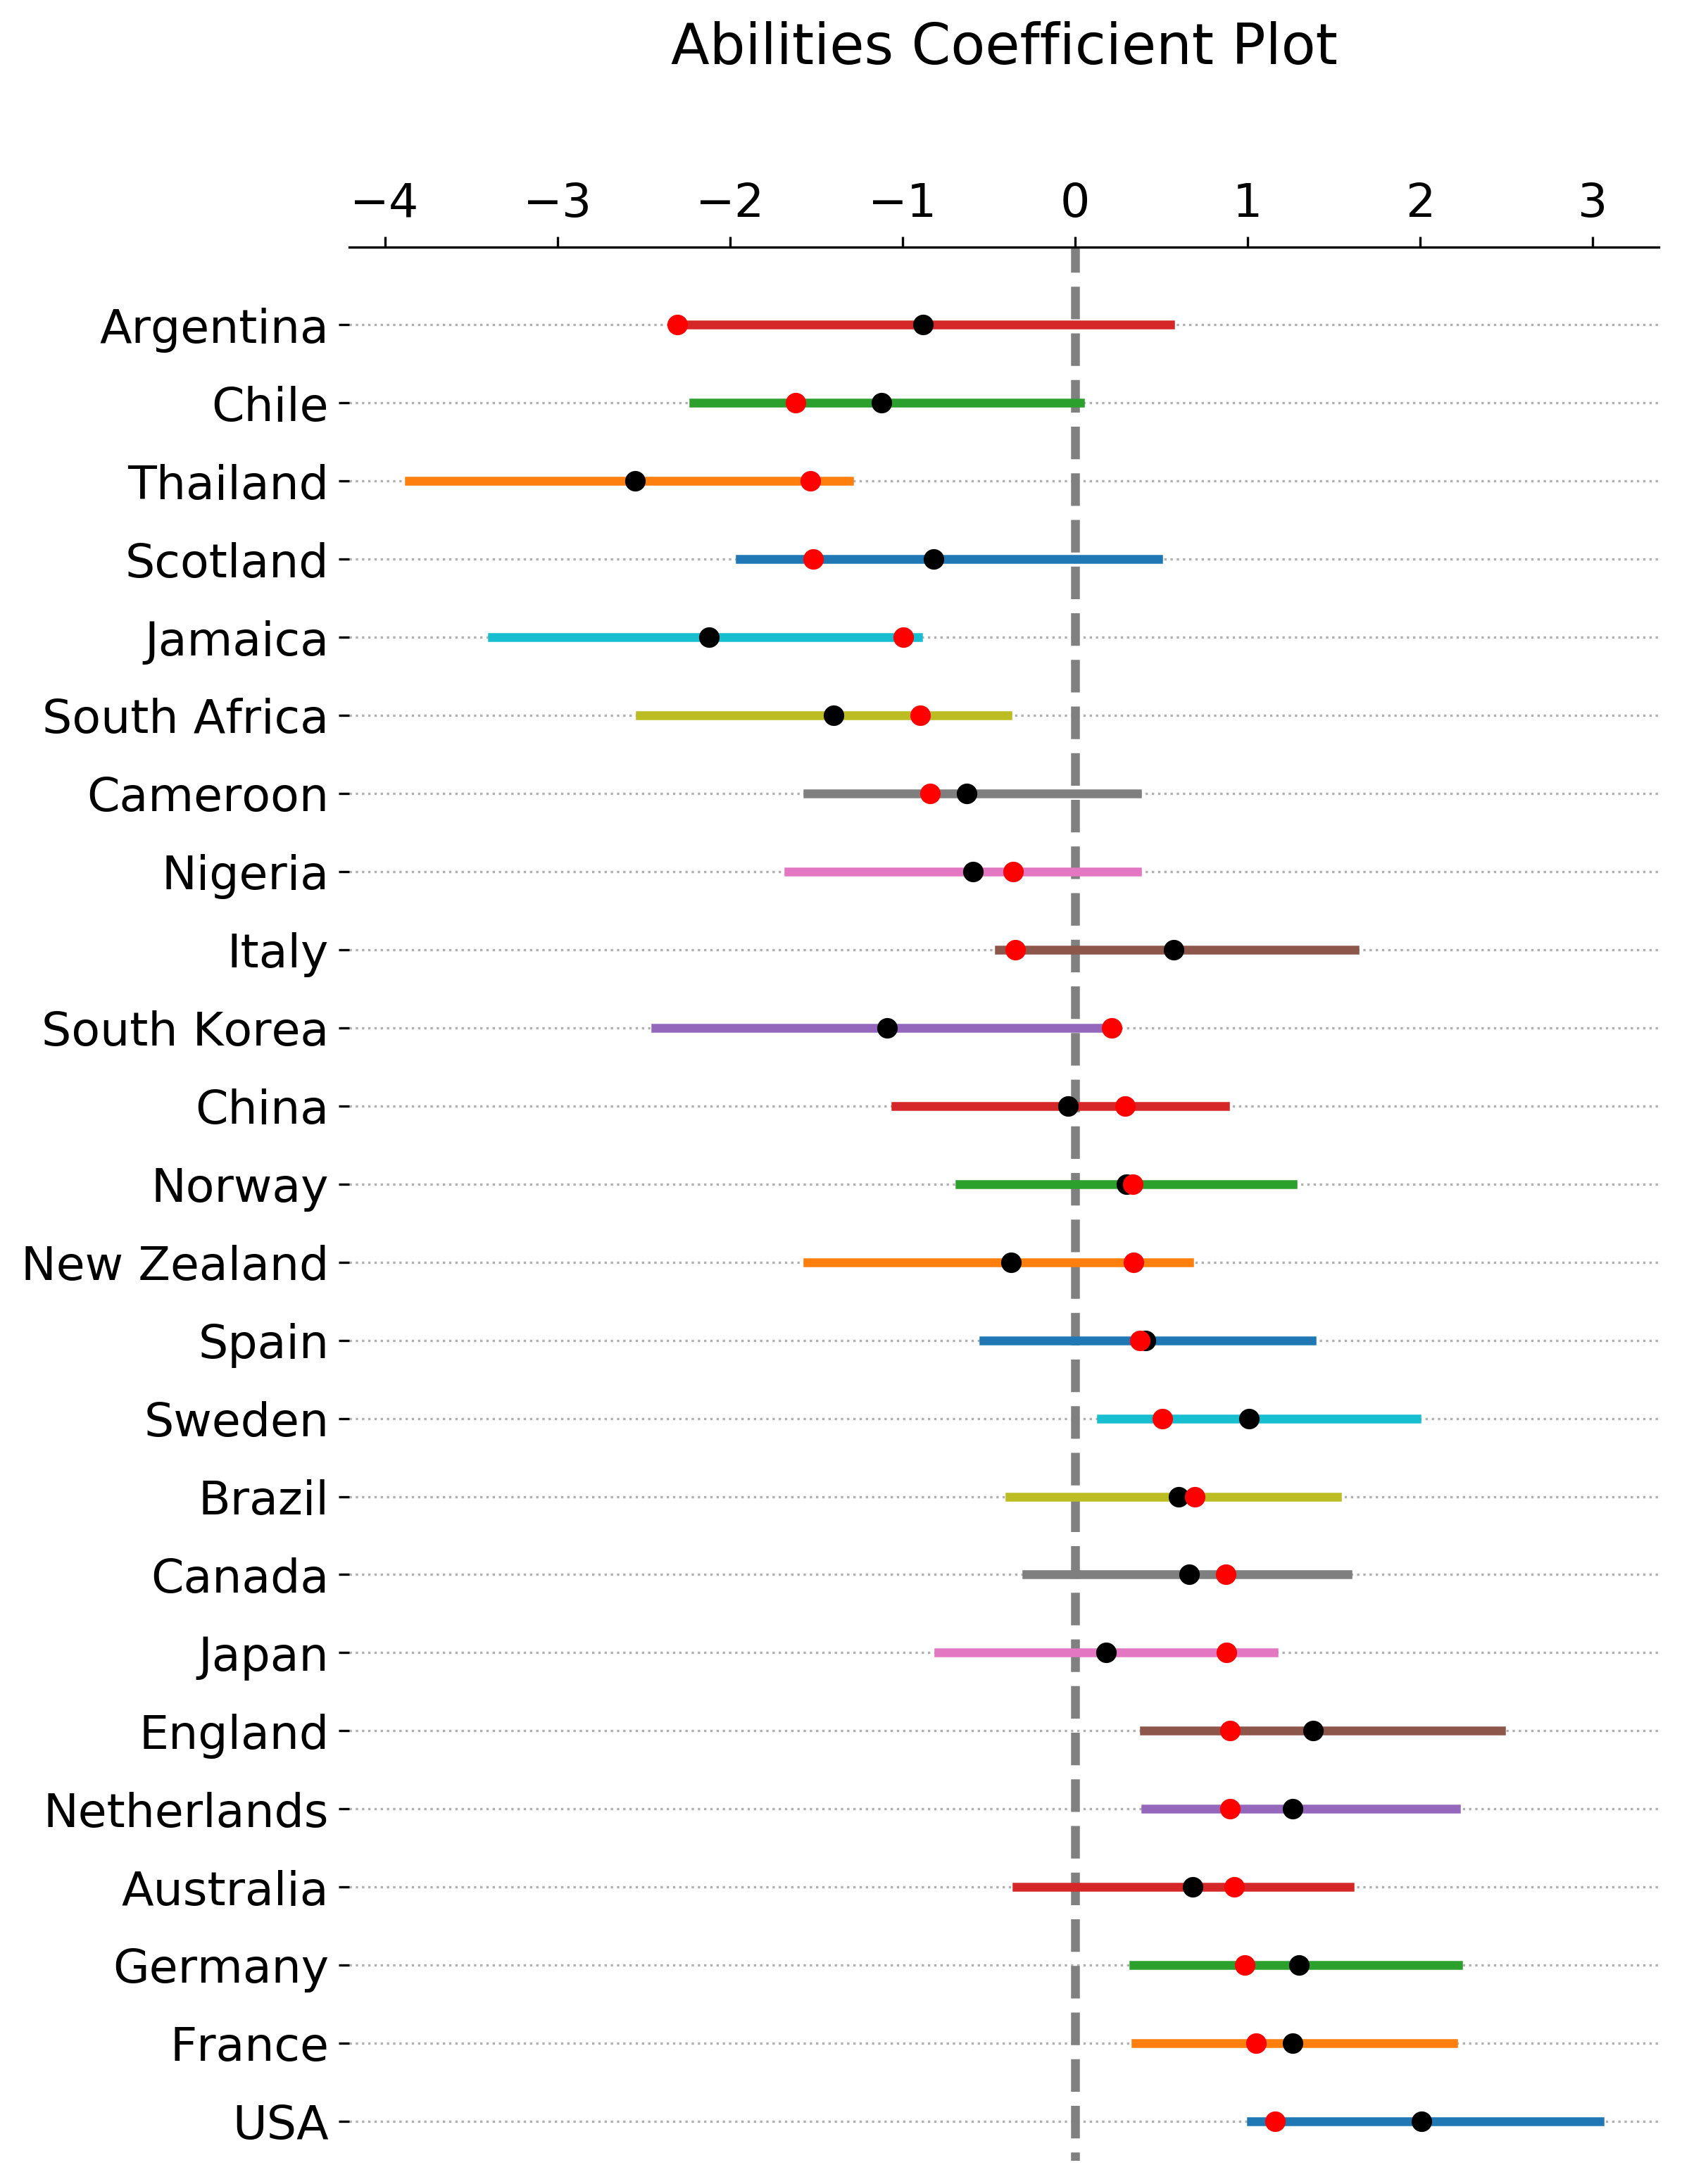 Abilities Coefficient Plot
−4 −3 −2 −1 0 1 2 3
Argentina
Chile
Thailand
Scotland
Jamaica
South Africa
Cameroon
Nigeria
Italy
South Korea
China
Norway
New Zealand
Spain
Sweden
Brazil
Canada
Japan
England
Netherlands
Australia
Germany
France
USA